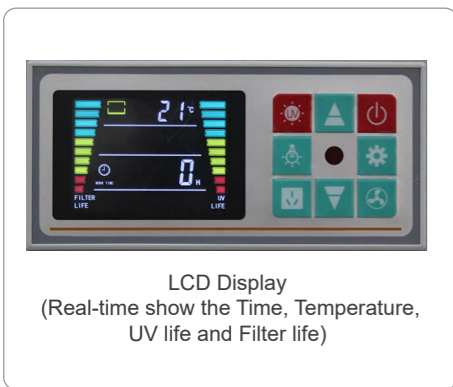 21℃
0H
WORK TIME
FILTER LIFE
UV LIFE
UV
LCD Display
(Real-time show the Time, Temperature,
UV life and Filter life)